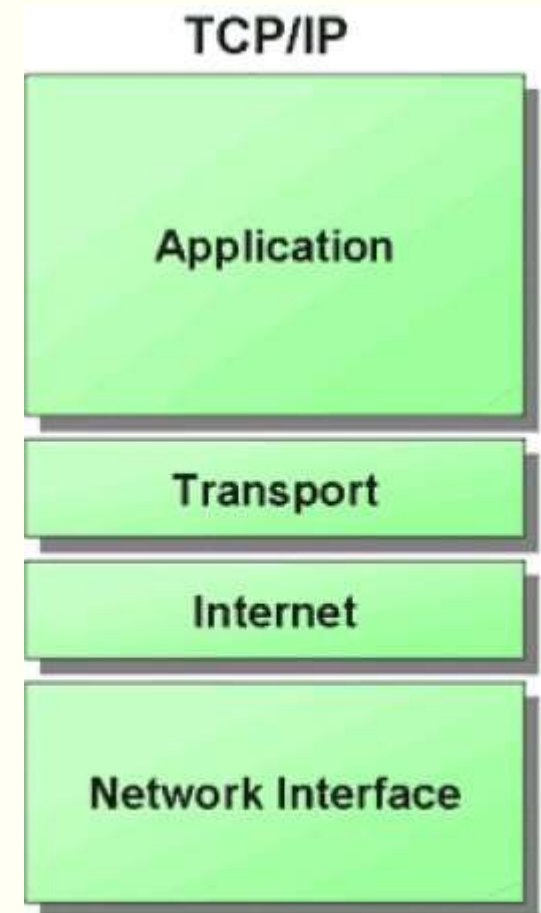 TCP/IP
Application
Transport
Internet
Network Interface